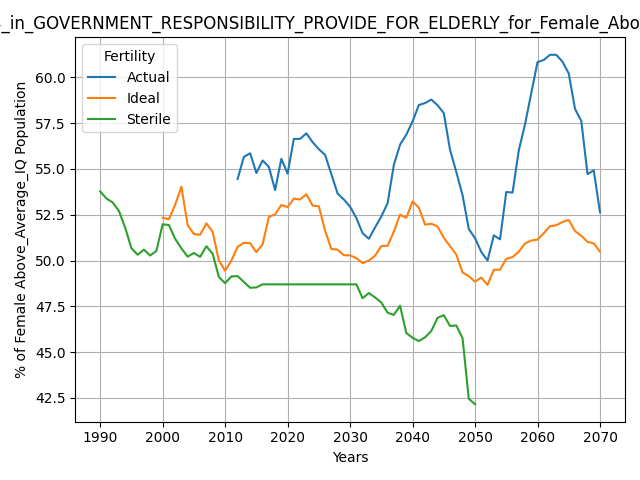 _in_GOVERNMENT_RESPONSIBILITY_PROVIDE_FOR_ELDERLY_for_Female_Abo
Fertility
Actual
Ideal
Sterile
% of Female Above_Average_IQ Population
60.0
57.5
55.0
52.5
50.0
47.5
45.0
42.5
1990 2000 2010 2020 2030 2040 2050 2060 2070
Years